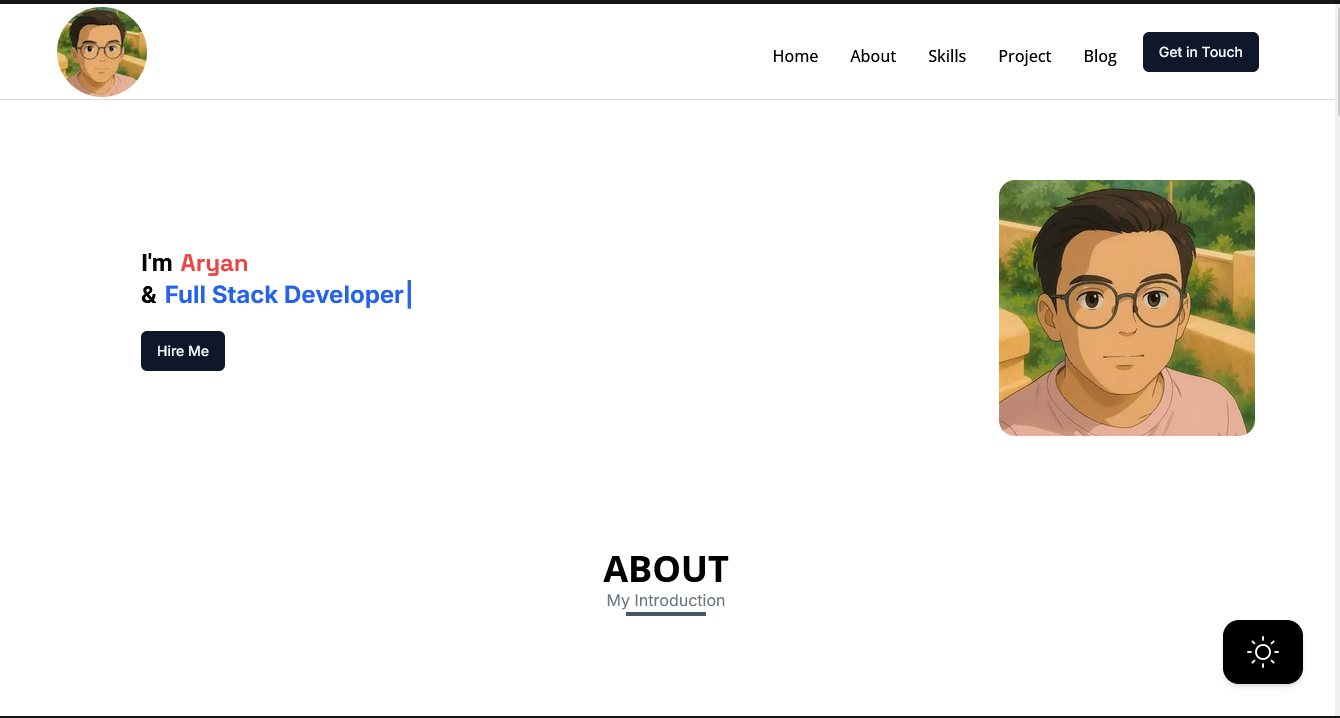 Home About Skills Project Blog Get in Touch
I'm Aryan
& Full Stack Developer
Hire Me
ABOUT
My Introduction